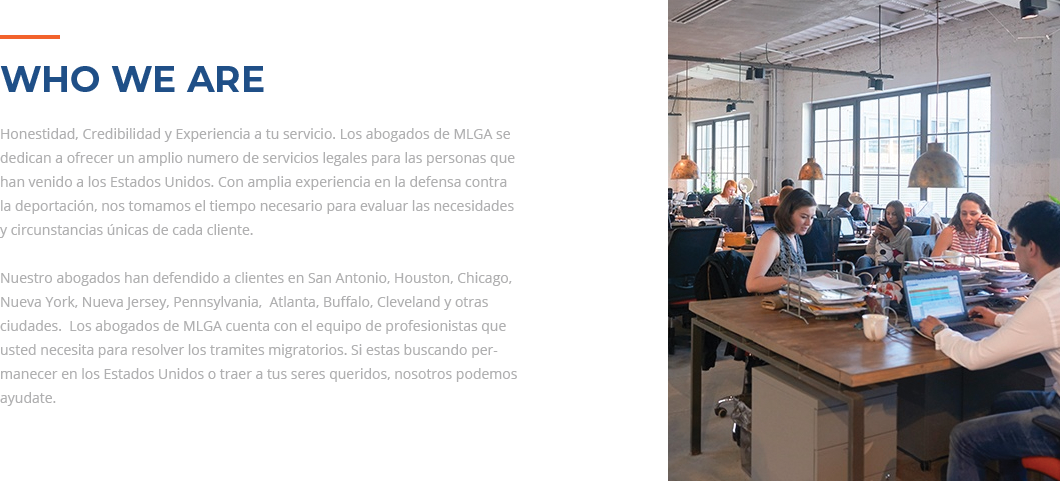 WHO WE ARE
Honestidad, Credibilidad y Experiencia a tu servicio. Los abogados de MLGA se
dedican a ofrecer un amplio numero de servicios legales para las personas que
han venido a los Estados Unidos. Con amplia experiencia en la defensa contra
la deportación, nos tomamos el tiempo necesario para evaluar las necesidades
y circunstancias únicas de cada cliente.
Nuestro abogados han defendido a clientes en San Antonio, Houston, Chicago,
Nueva York, Nueva Jersey, Pennsylvania,  Atlanta, Buffalo, Cleveland y otras
ciudades.  Los abogados de MLGA cuenta con el equipo de profesionistas que
usted necesita para resolver los tramites migratorios. Si estas buscando per-
manecer en los Estados Unidos o traer a tus seres queridos, nosotros podemos
ayudate.